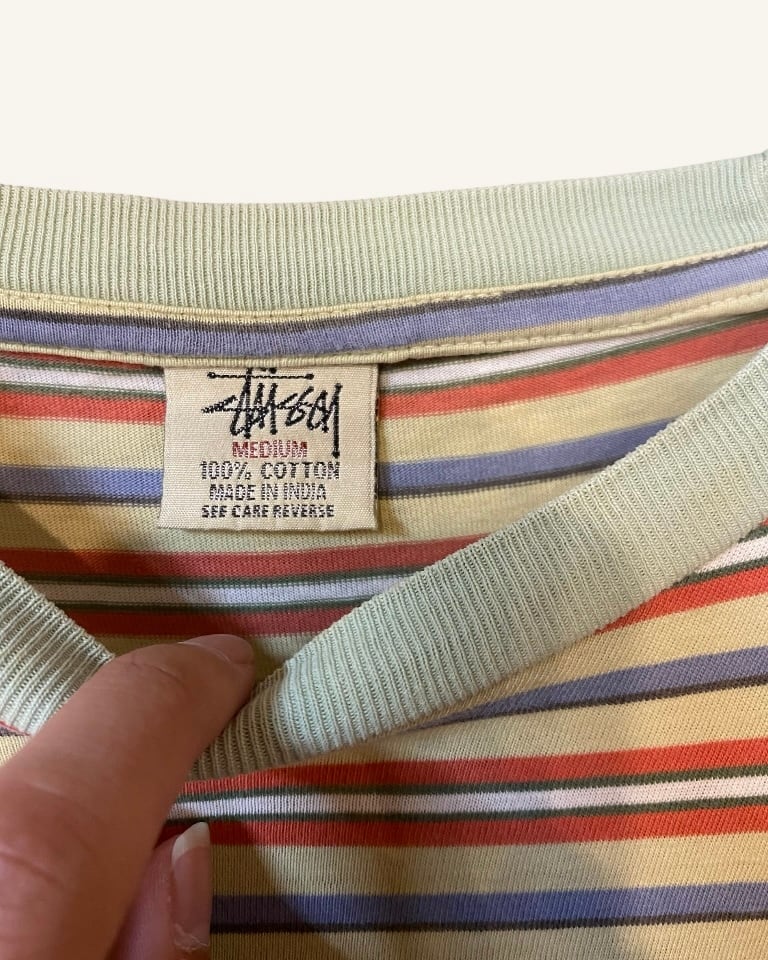 STÜSSY
MEDIUM
100% COTTON
MADE IN INDIA
SEE CARE REVERSE